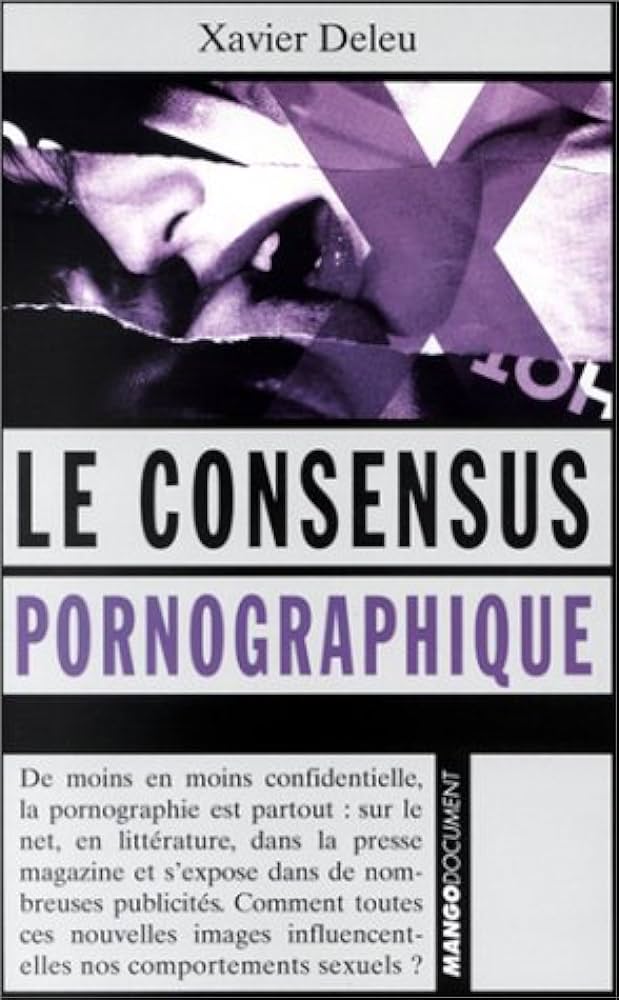 Xavier Deleu
HOT
LE CONSENSUS
PORNOGRAPHIQUE
De moins en moins confidentielle,
la pornographie est partout : sur le
net, en littérature, dans la presse
magazine et s'expose dans de nom-
breuses publicités. Comment toutes
ces nouvelles images influencent-
elles nos comportements sexuels ?
MANGODOCUMENT